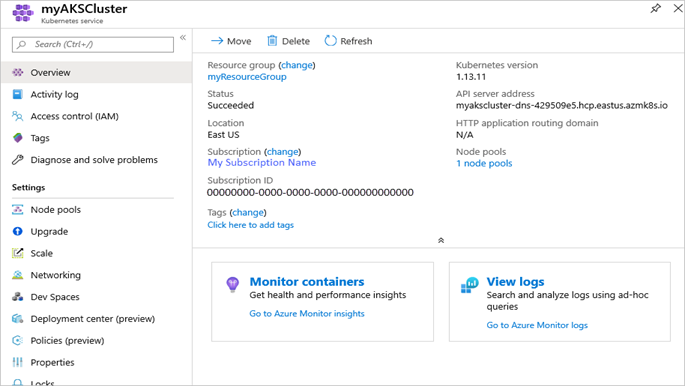 myAKSCluster
Kubernetes service
Search (Ctrl+/)
Overview
Activity log
Access control (IAM)
Tags
Diagnose and solve problems
Settings
Node pools
Upgrade
Scale
Networking
Dev Spaces
Deployment center (preview)
Policies (preview)
Properties
Locks
Move
Delete
Refresh
Resource group (change)
myResourceGroup
Status
Succeeded
Location
East US
Subscription (change)
My Subscription Name
Subscription ID
00000000-0000-0000-0000-000000000000
Tags (change)
Click here to add tags
Kubernetes version
1.13.11
API server address
myakscluster-dns-429509e5.hcp.eastus.azmk8s.io
HTTP application routing domain
N/A
Node pools
1 node pools
Monitor containers
Get health and performance insights
Go to Azure Monitor insights
View logs
Search and analyze logs using ad-hoc
queries
Go to Azure Monitor logs